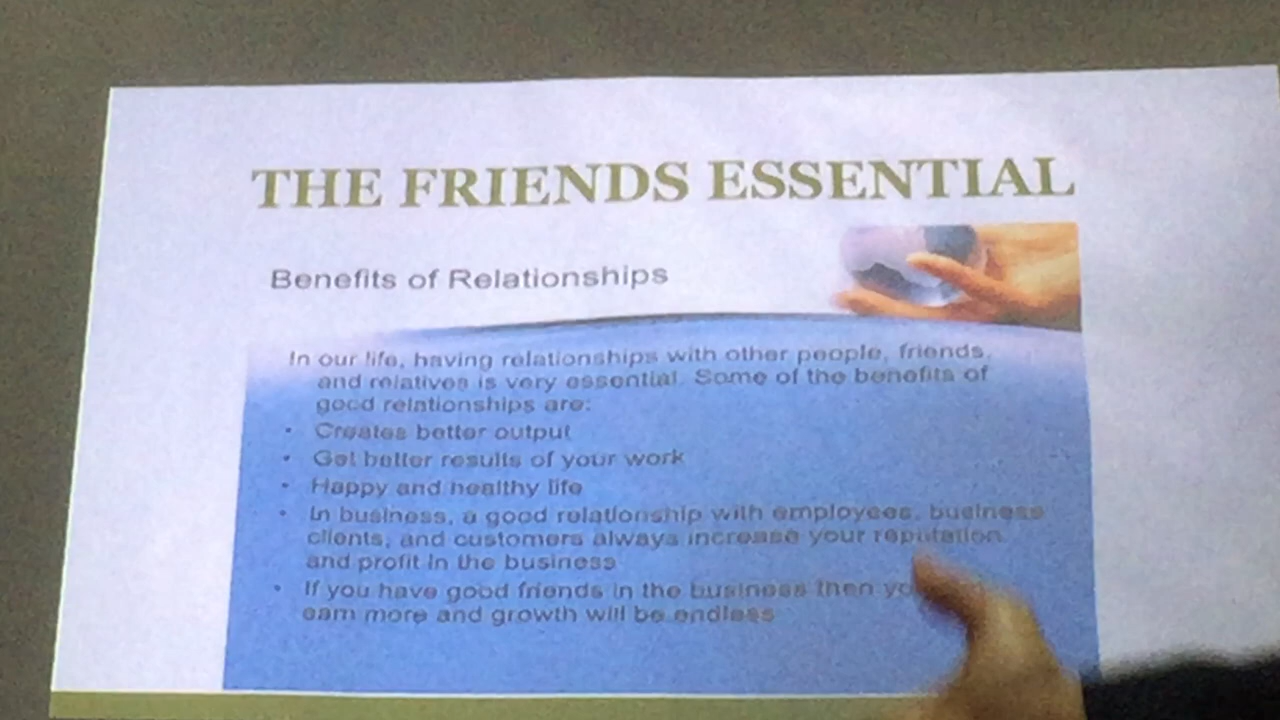 THE FRIENDS ESSENTIAL
Benefits of Relationships
In our life, having relationships with other people, friends,
and relatives is very essential. Some of the benefits of
good relationships are:
• Creates better output
• Get better results of your work
• Happy and healthy life
• In business, a good relationship with employees, business
clients, and customers always increase your reputation
and profit in the business
• If you have good friends in the business then
earn more and growth will be endless